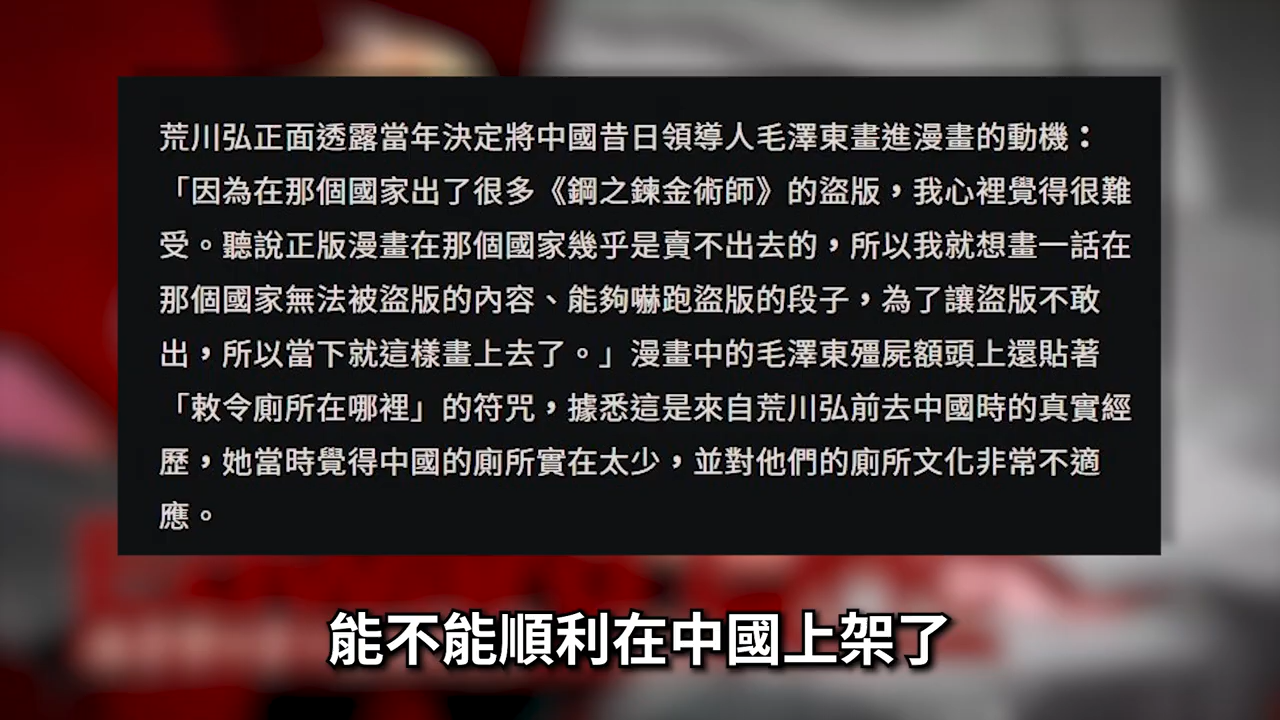 荒川弘正面透露當年決定將中國昔日領導人毛澤東畫進漫畫的動機：
「因為在那個國家出了很多《鋼之鍊金術師》的盜版，我心裡覺得很難
受。聽說正版漫畫在那個國家幾乎是賣不出去的，所以我就想畫一話在
那個國家無法被盜版的內容、能夠嚇跑盜版的段子，為了讓盜版不敢
出，所以當下就這樣畫上去了。」漫畫中的毛澤東殭屍額頭上還貼著
「敕令廁所在哪裡」的符咒，據悉這是來自荒川弘前去中國時的真實經
歷，她當時覺得中國的廁所實在太少，並對他們的廁所文化非常不適
應。
能不能順利在中國上架了